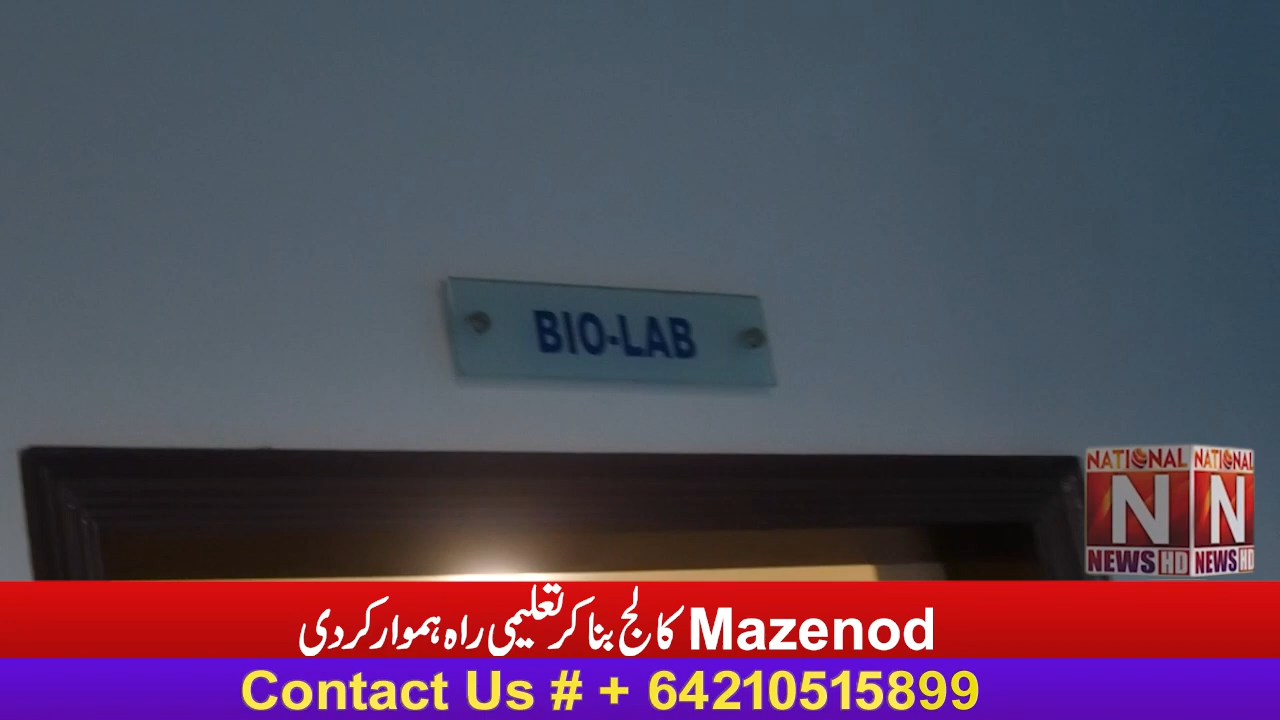 BIO-LAB
NATIONAL
N
NEWS HD
NATIONAL
N
NEWS HD
Mazenod کالج بنا کر تعلیمی راہ ہموار کردی
Contact Us # + 64210515899